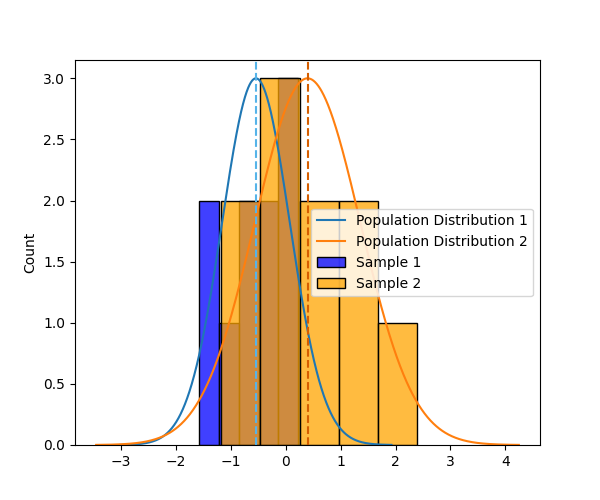 3.0
2.5
2.0
1.5
1.0
0.5
0.0
Count
Population Distribution 1
Population Distribution 2
Sample 1
Sample 2
−3 −2 −1 0 1 2 3 4